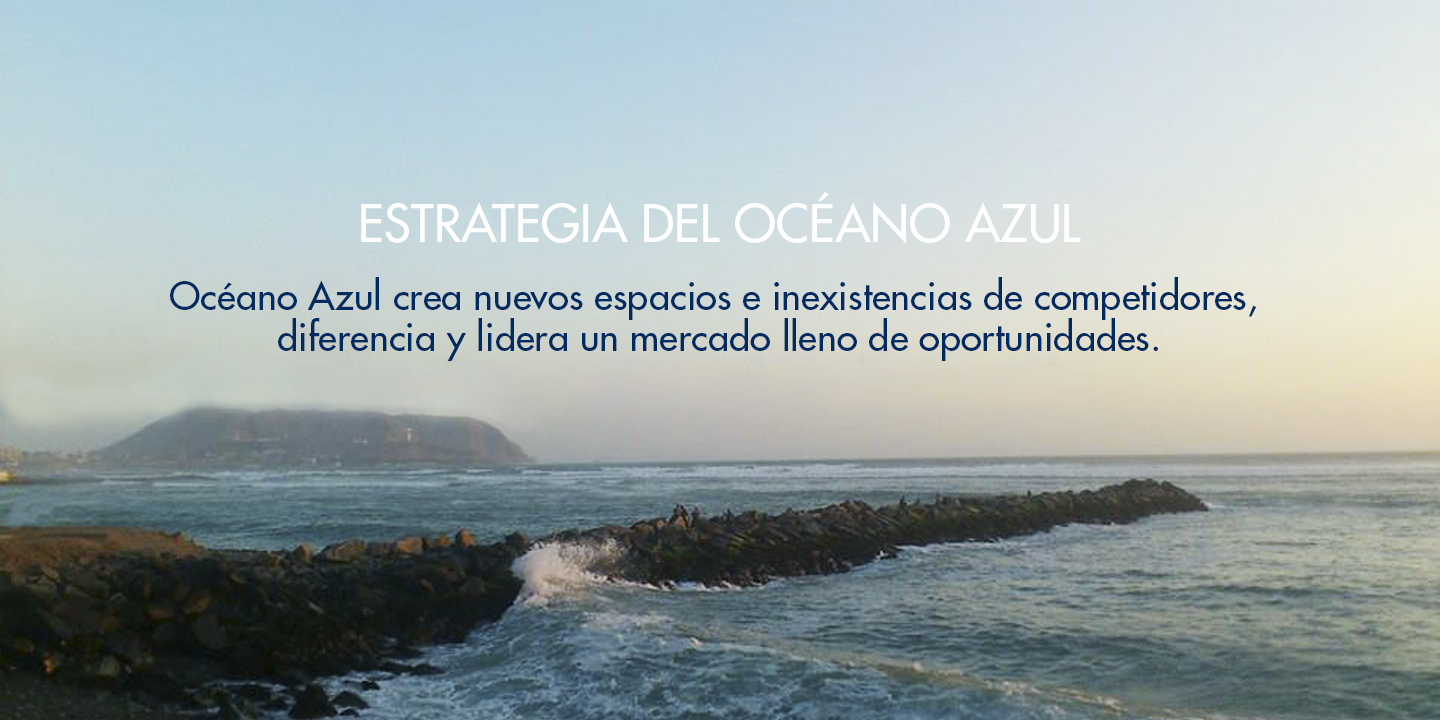 ESTRATEGIA DEL OCÉANO AZUL
Océano Azul crea nuevos espacios e inexistencias de competidores,
diferencia y lidera un mercado lleno de oportunidades.